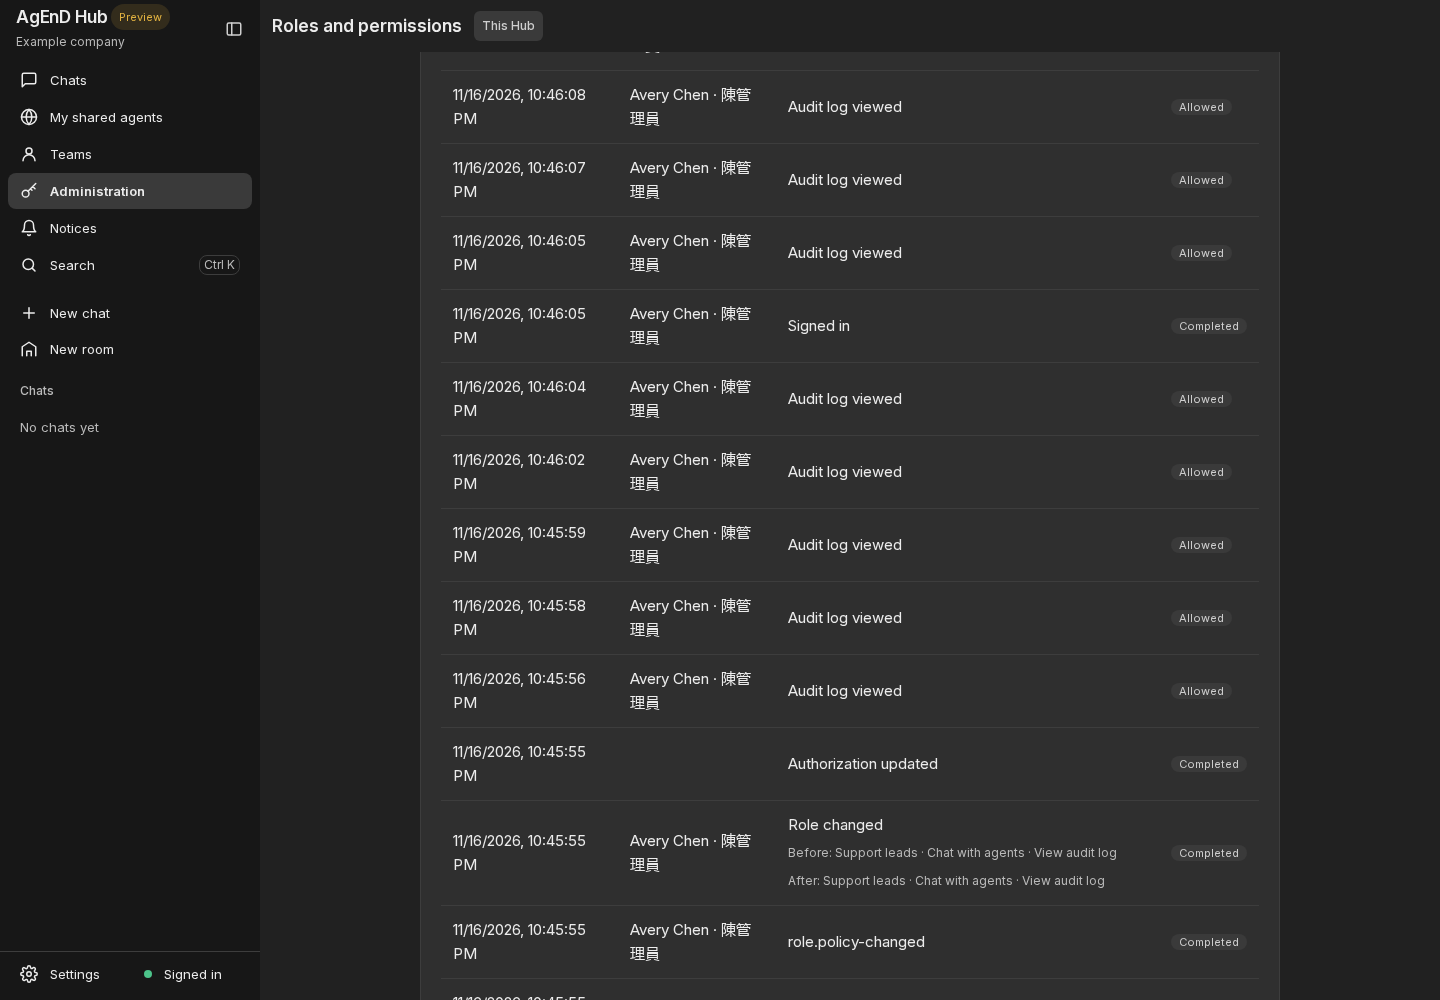 AgEnD Hub Preview
Example company
Chats
My shared agents
Teams
Administration
Notices
Search Ctrl K
New chat
New room
Chats
No chats yet
Settings
Signed in
Roles and permissions This Hub
11/16/2026, 10:46:08 PM Avery Chen · 陳管理員 Audit log viewed Allowed
11/16/2026, 10:46:07 PM Avery Chen · 陳管理員 Audit log viewed Allowed
11/16/2026, 10:46:05 PM Avery Chen · 陳管理員 Audit log viewed Allowed
11/16/2026, 10:46:05 PM Avery Chen · 陳管理員 Signed in Completed
11/16/2026, 10:46:04 PM Avery Chen · 陳管理員 Audit log viewed Allowed
11/16/2026, 10:46:02 PM Avery Chen · 陳管理員 Audit log viewed Allowed
11/16/2026, 10:45:59 PM Avery Chen · 陳管理員 Audit log viewed Allowed
11/16/2026, 10:45:58 PM Avery Chen · 陳管理員 Audit log viewed Allowed
11/16/2026, 10:45:56 PM Avery Chen · 陳管理員 Audit log viewed Allowed
11/16/2026, 10:45:55 PM Authorization updated Completed
11/16/2026, 10:45:55 PM Avery Chen · 陳管理員 Role changed
Before: Support leads · Chat with agents · View audit log
After: Support leads · Chat with agents · View audit log
Completed
11/16/2026, 10:45:55 PM Avery Chen · 陳管理員 role.policy-changed Completed